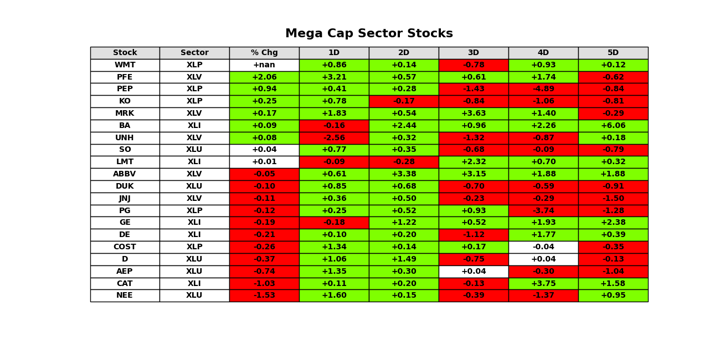 Mega Cap Sector Stocks
Stock Sector % Chg 1D 2D 3D 4D 5D
WMT XLP +nan +0.86 +0.14 -0.78 +0.93 +0.12
PFE XLV +2.06 +3.21 +0.57 +0.61 +1.74 -0.62
PEP XLP +0.94 +0.41 +0.28 -1.43 -4.89 -0.84
KO XLP +0.25 +0.78 -0.17 -0.84 -1.06 -0.81
MRK XLV +0.17 +1.83 +0.54 +3.63 +1.40 -0.29
BA XLI +0.09 -0.16 +2.44 +0.96 +2.26 +6.06
UNH XLV +0.08 -2.56 +0.32 -1.32 -0.87 +0.18
SO XLU +0.04 +0.77 +0.35 -0.68 -0.09 -0.79
LMT XLI +0.01 -0.09 -0.28 +2.32 +0.70 +0.32
ABBV XLV -0.05 +0.61 +3.38 +3.15 +1.88 +1.88
DUK XLU -0.10 +0.85 +0.68 -0.70 -0.59 -0.91
JNJ XLV -0.11 +0.36 +0.50 -0.23 -0.29 -1.50
PG XLP -0.12 +0.25 +0.52 +0.93 -3.74 -1.28
GE XLI -0.19 -0.16 +1.22 +0.52 +1.93 +2.38
DE XLI -0.21 +0.10 +0.20 -1.12 +1.77 +0.39
COST XLP -0.26 +1.34 +0.14 +0.17 -0.04 -0.35
D XLU -0.37 +1.06 +1.49 -0.75 +0.04 -0.13
AEP XLU -0.74 +1.35 +0.30 +0.04 -0.30 -1.04
CAT XLI -1.03 +0.11 +0.20 -0.13 +3.75 +1.58
NEE XLU -1.53 +1.60 +0.15 -0.39 -1.37 +0.95